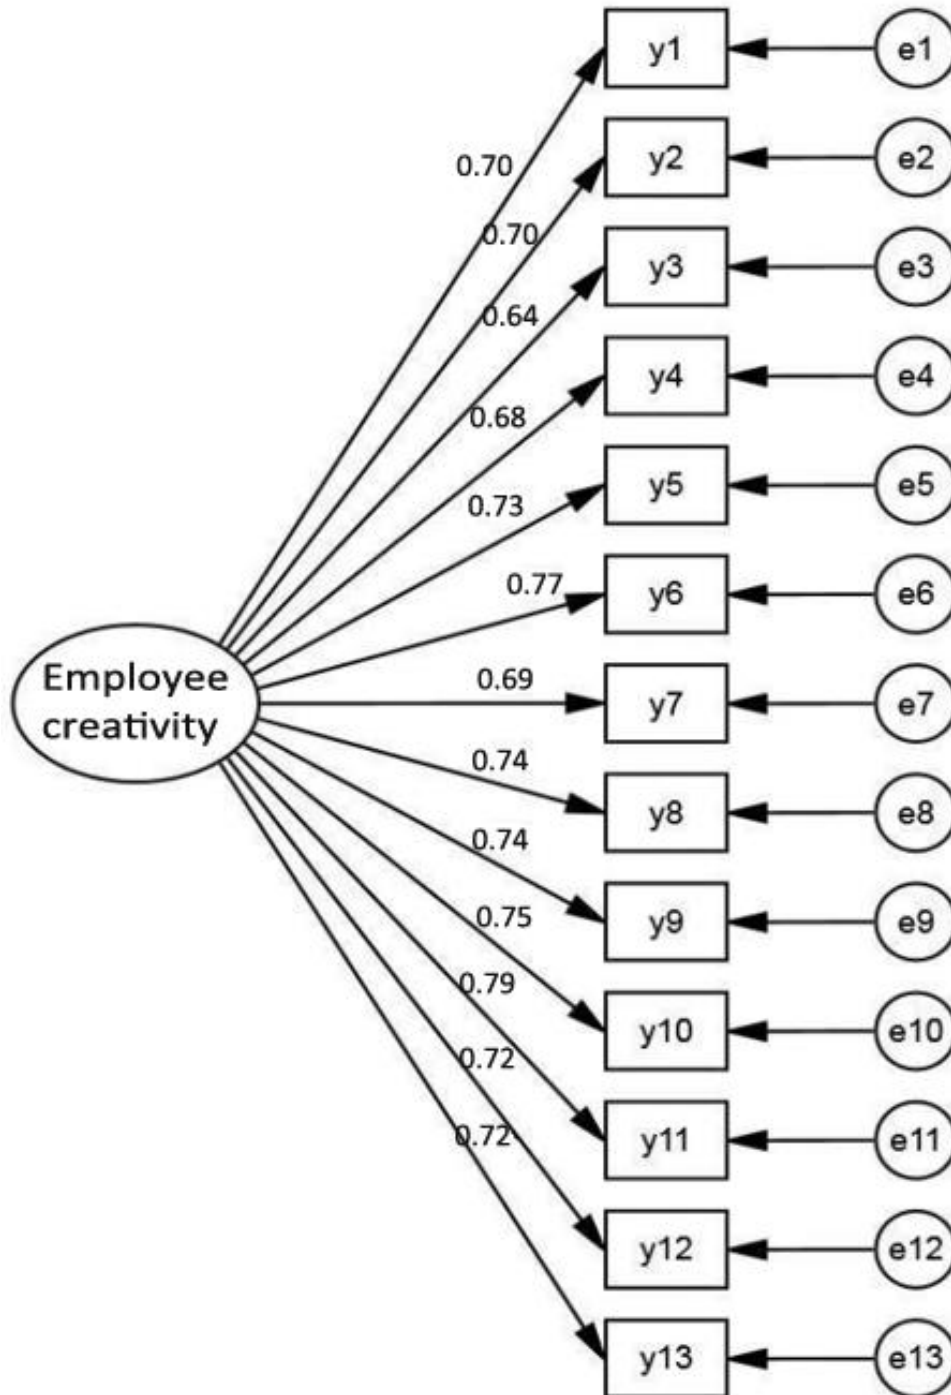 y1 e1
0.70
y2 e2
0.70
y3 e3
0.64
y4 e4
0.68
y5 e5
0.73
y6 e6
0.77
Employee
creativity
0.69
y7 e7
0.74
y8 e8
0.74
y9 e9
0.75
y10 e10
0.79
y11 e11
0.72
y12 e12
0.72
y13 e13